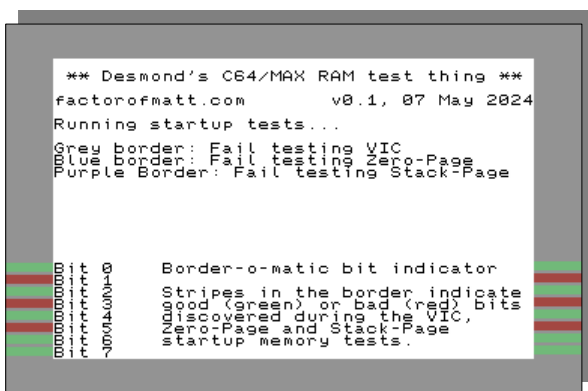 ** Desmond's C64/MAX RAM test thing **
factorofmatt.com v0.1, 07 May 2024
Running startup tests...
Grey border: Fail testing VIC
Blue border: Fail testing Zero-Page
Purple Border: Fail testing Stack-Page
Bit 0 Border-o-matic bit indicator
Bit 1
Bit 2 Stripes in the border indicate
Bit 3 good (green) or bad (red) bits
Bit 4 discovered during the VIC,
Bit 5 Zero-Page and Stack-Page
Bit 6 startup memory tests.
Bit 7